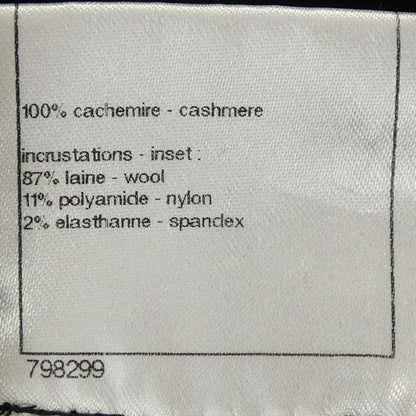 100% cachemire - cashmere
incrustations - inset :
87% laine - wool
11% polyamide - nylon
2% elasthanne - spandex
798299